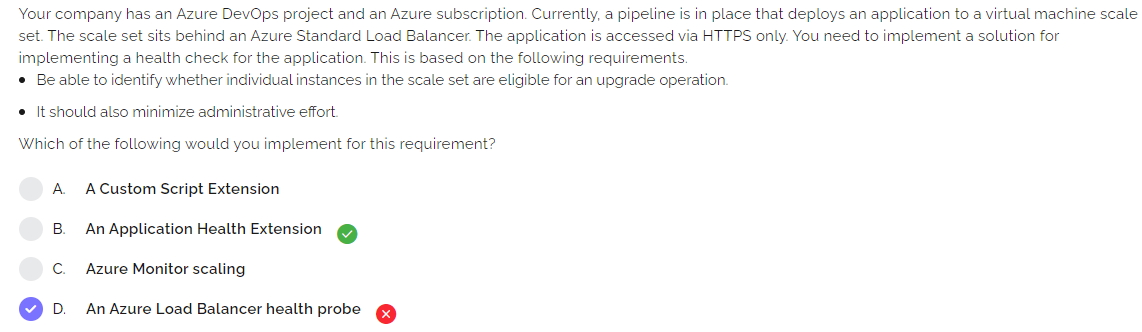 Your company has an Azure DevOps project and an Azure subscription. Currently, a pipeline is in place that deploys an application to a virtual machine scale
set. The scale set sits behind an Azure Standard Load Balancer. The application is accessed via HTTPS only. You need to implement a solution for
implementing a health check for the application. This is based on the following requirements.
• Be able to identify whether individual instances in the scale set are eligible for an upgrade operation.
• It should also minimize administrative effort.
Which of the following would you implement for this requirement?
A. A Custom Script Extension
B. An Application Health Extension
C. Azure Monitor scaling
D. An Azure Load Balancer health probe